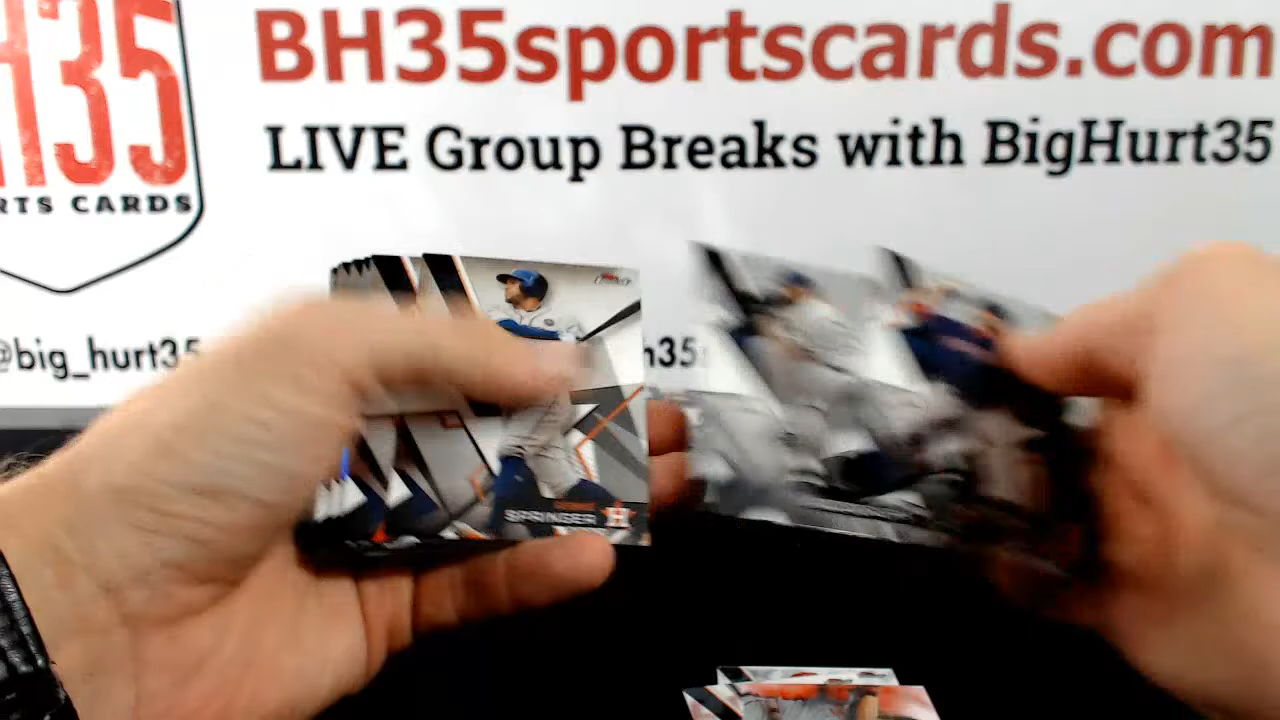 BH35sportscards.com
LIVE Group Breaks with BigHurt35
H35
RTS CARDS
@big_hurt35
h35
SPRINGER H